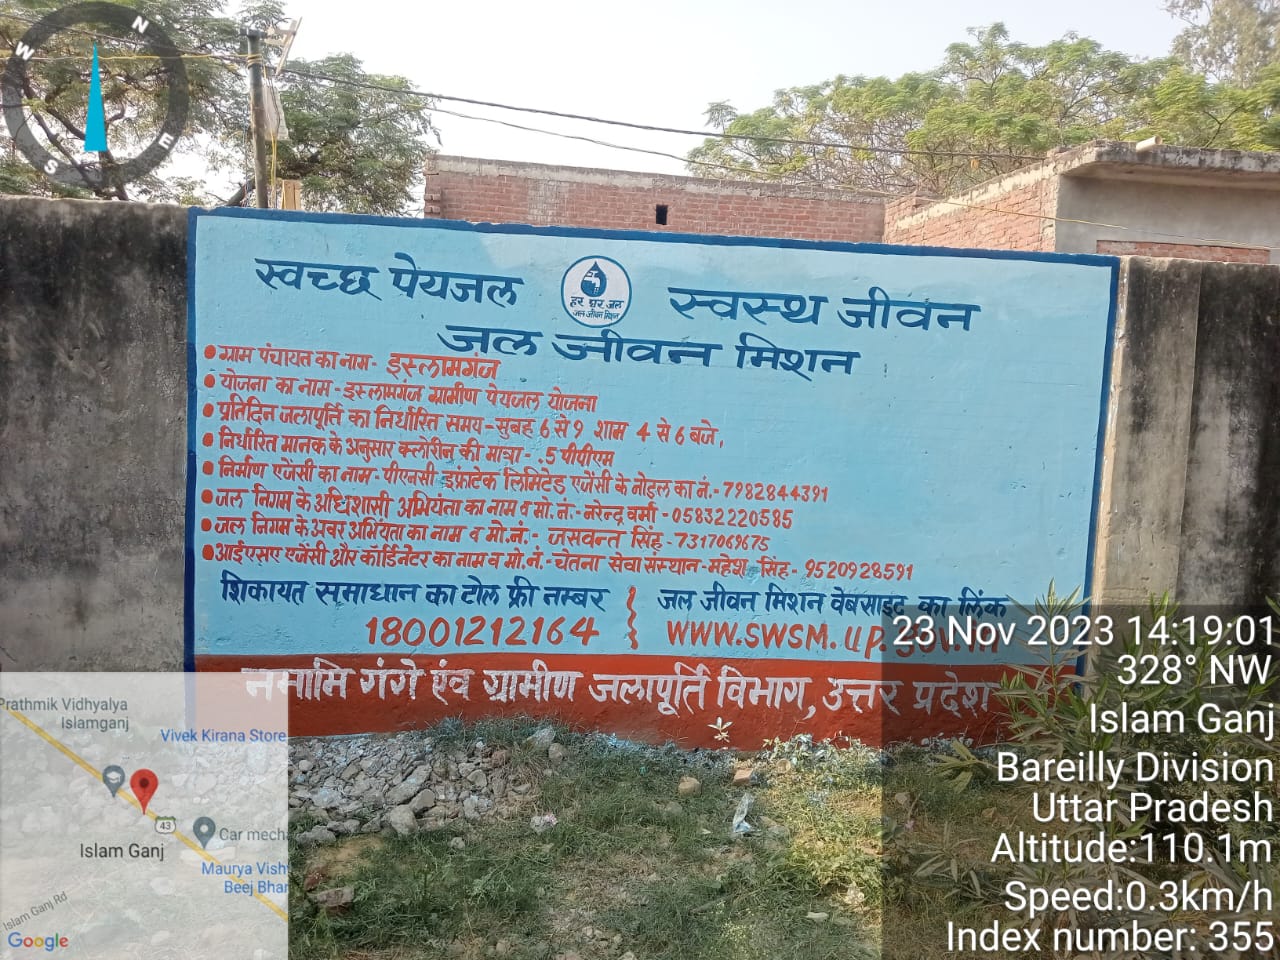 स्वच्छ पेयजल
हर घर जल
जल जीवन मिशन
स्वस्थ जीवन
जल जीवन मिशन
• ग्राम पंचायत का नाम- इस्लामगंज
• योजना का नाम - इस्लामगंज ग्रामीण पेयजल योजना
• प्रतिदिन जलापूर्ति का निर्धारित समय - सुबह 6 से 9 शाम 4 से 6 बजे,
• निर्धारित मानक के अनुसार क्लोरीन की मात्रा - .5 पीपीएम
• निर्माण एजेंसी का नाम - पीएनसी इंफ्राटेक लिमिटेड एजेंसी के नोडल का नं.- 7982844391
• जल निगम के अधिशासी अभियंता का नाम व मो. नं.- नरेन्द्र वर्मा - 05832220585
• जल निगम के अवर अभियंता का नाम व मो.नं.- जसवन्त सिंह - 7317069675
• आईएसए एजेंसी और कॉर्डिनेटर का नाम व मो.नं.- चेतना सेवा संस्थान - महेश सिंह - 9520928591
शिकायत समाधान का टोल फ्री नम्बर
18001212164
जल जीवन मिशन वेबसाइट का लिंक
WWW.SWSM.up.gov.in
नमामि गंगे एंव ग्रामीण जलापूर्ति विभाग, उत्तर प्रदेश
N
W
E
S
23 Nov 2023 14:19:01
328° NW
Islam Ganj
Bareilly Division
Uttar Pradesh
Altitude:110.1m
Speed:0.3km/h
Index number: 355
Prathmik Vidhyalya
Islamganj
Vivek Kirana Store
43
Car mech
Islam Ganj
Maurya Vish
Beej Bhan
Islam Ganj Rd
Google